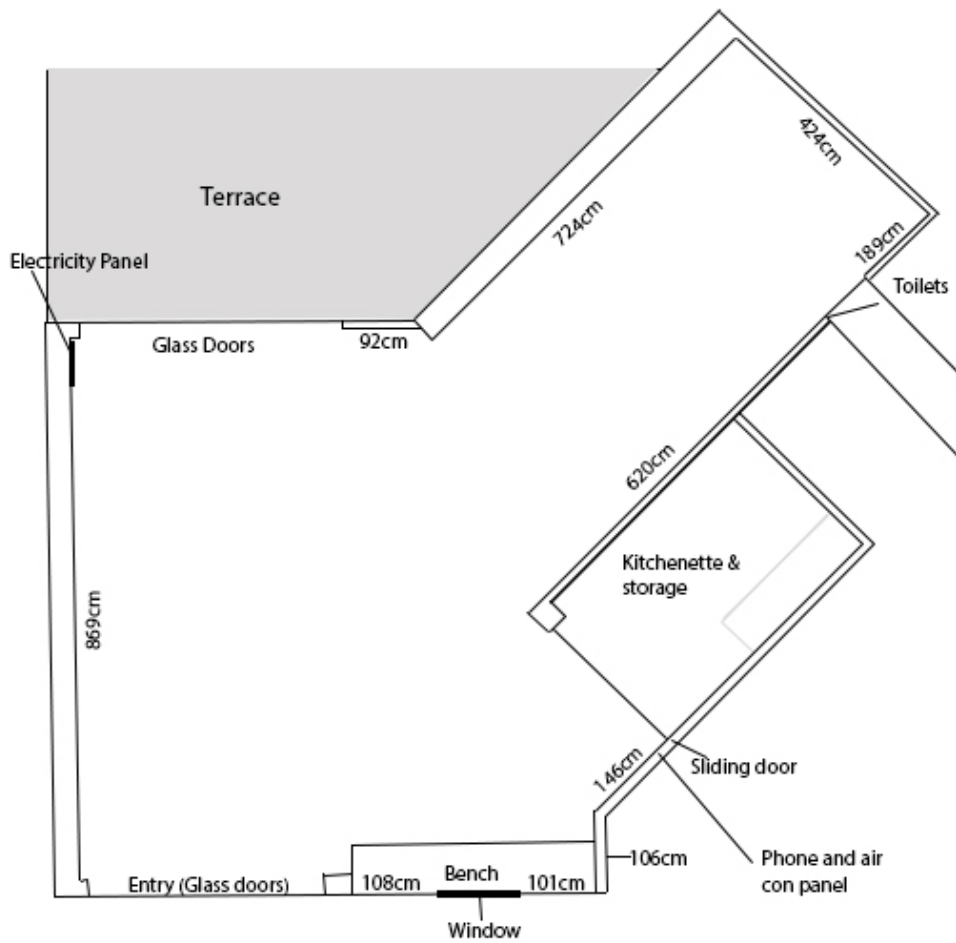 424cm
Terrace
724cm
189cm
Electricity Panel
Toilets
Glass Doors
92cm
620cm
Kitchenette &
storage
869cm
146cm
Sliding door
106cm
Phone and air
con panel
Entry (Glass doors)
108cm
Bench
101cm
Window